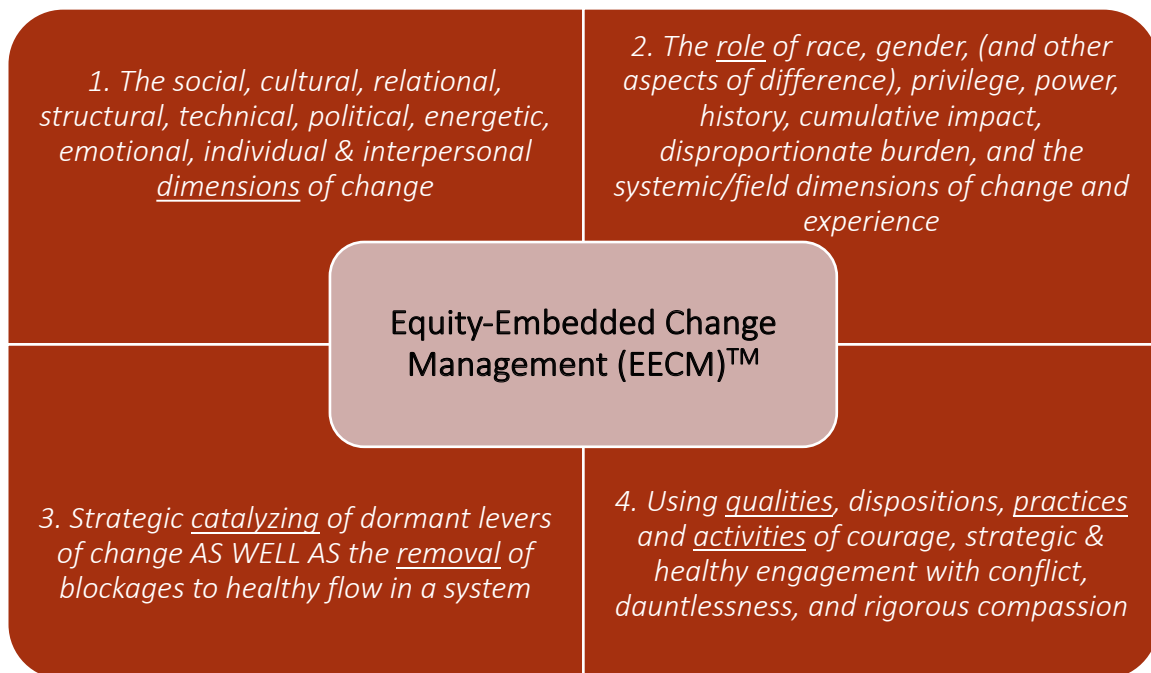 1. The social, cultural, relational,
structural, technical, political, energetic,
emotional, individual & interpersonal
dimensions of change
2. The role of race, gender, (and other
aspects of difference), privilege, power,
history, cumulative impact,
disproportionate burden, and the
systemic/field dimensions of change and
experience
Equity-Embedded Change
Management (EECM)™
3. Strategic catalyzing of dormant levers
of change AS WELL AS the removal of
blockages to healthy flow in a system
4. Using qualities, dispositions, practices
and activities of courage, strategic &
healthy engagement with conflict,
dauntlessness, and rigorous compassion